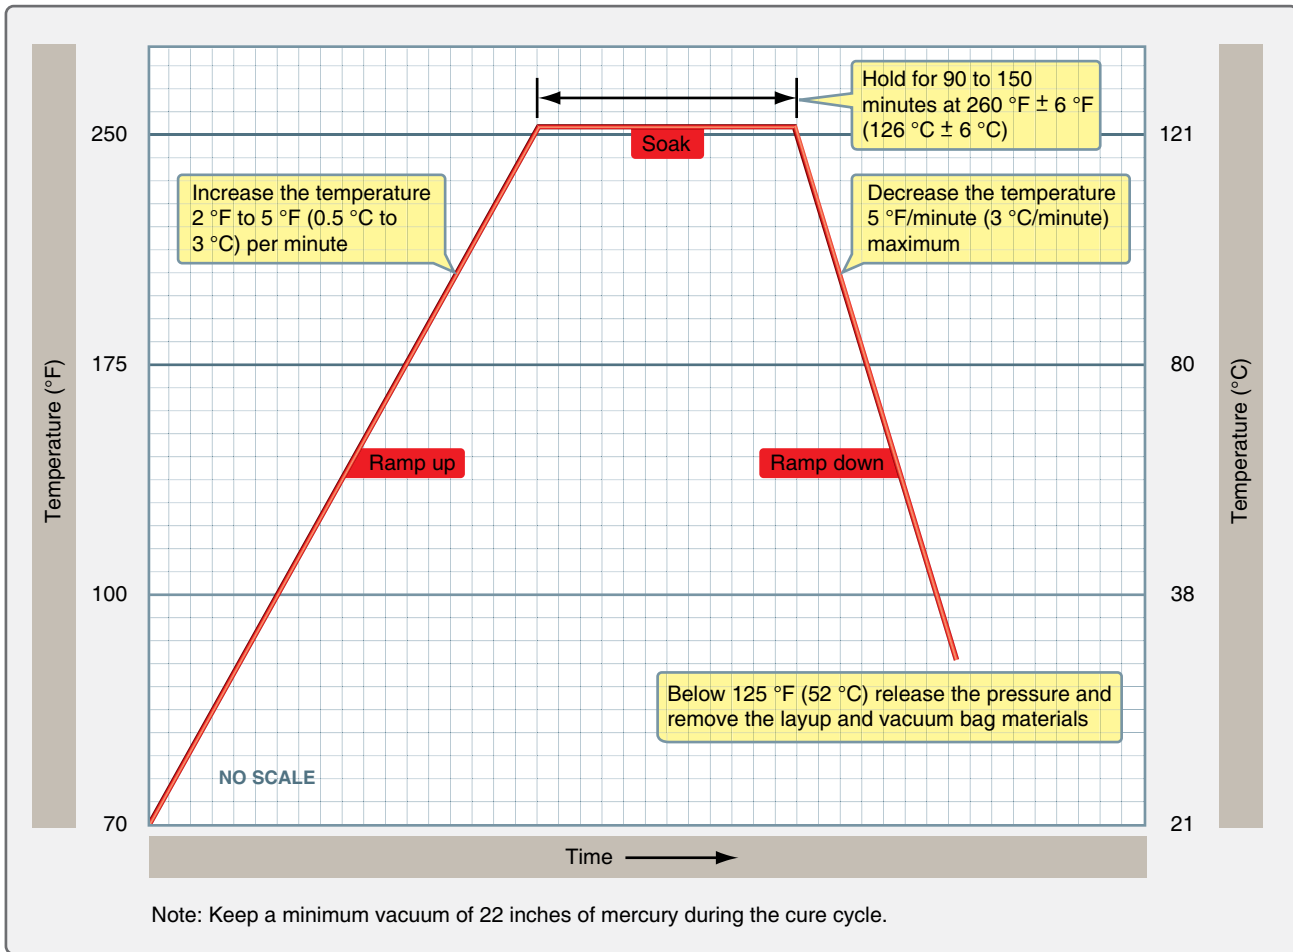 Hold for 90 to 150
minutes at 260 °F ± 6 °F
(126 °C ± 6 °C)
250
121
Soak
Increase the temperature
2 °F to 5 °F (0.5 °C to
3 °C) per minute
Decrease the temperature
5 °F/minute (3 °C/minute)
maximum
Temperature (°F)
175
80
Temperature (°C)
Ramp up
Ramp down
100
38
Below 125 °F (52 °C) release the pressure and
remove the layup and vacuum bag materials
NO SCALE
70
21
Time
Note: Keep a minimum vacuum of 22 inches of mercury during the cure cycle.